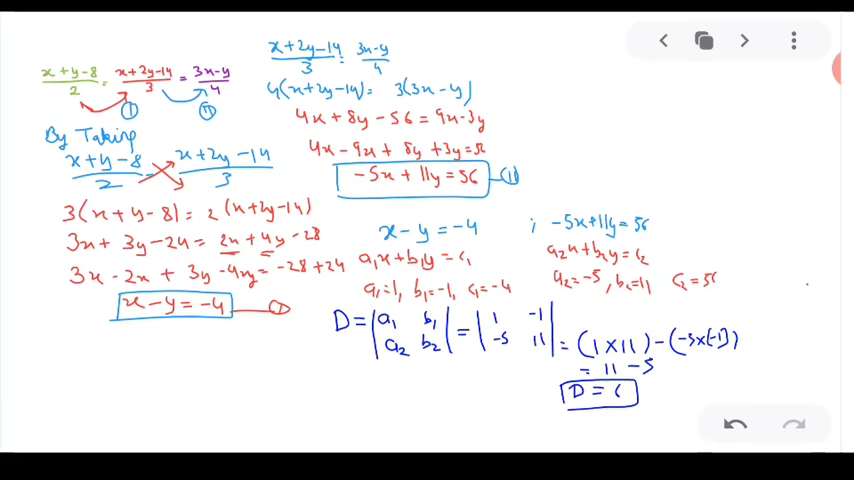 x+y-8/2 = x+2y-14/3 = 3x-y/4
I II
By Taking
x+y-8/2 = x+2y-14/3
3(x+y-8) = 2(x+2y-14)
3x + 3y-24 = 2x + 4y-28
3x - 2x + 3y - 4y = -28 + 24
x-y = -4 — I
x+2y-14/3 = 3x-y/4
4(x+2y-14) = 3(3x-y)
4x + 8y - 56 = 9x-3y
4x - 9x + 8y + 3y = 56
-5x + 11y = 56 — II
x - y = -4 ; -5x+11y = 56
a₁x + b₁y = c₁ a₂x + b₂y = c₂
a₁=1, b₁=-1, c₁=-4 a₂=-5, b₂=11 c₂=56
D = |a₁ b₁| = |1 -1|
|a₂ b₂| |-5 11| = (1×11) - (-5×(-1))
= 11 - 5
D = 6